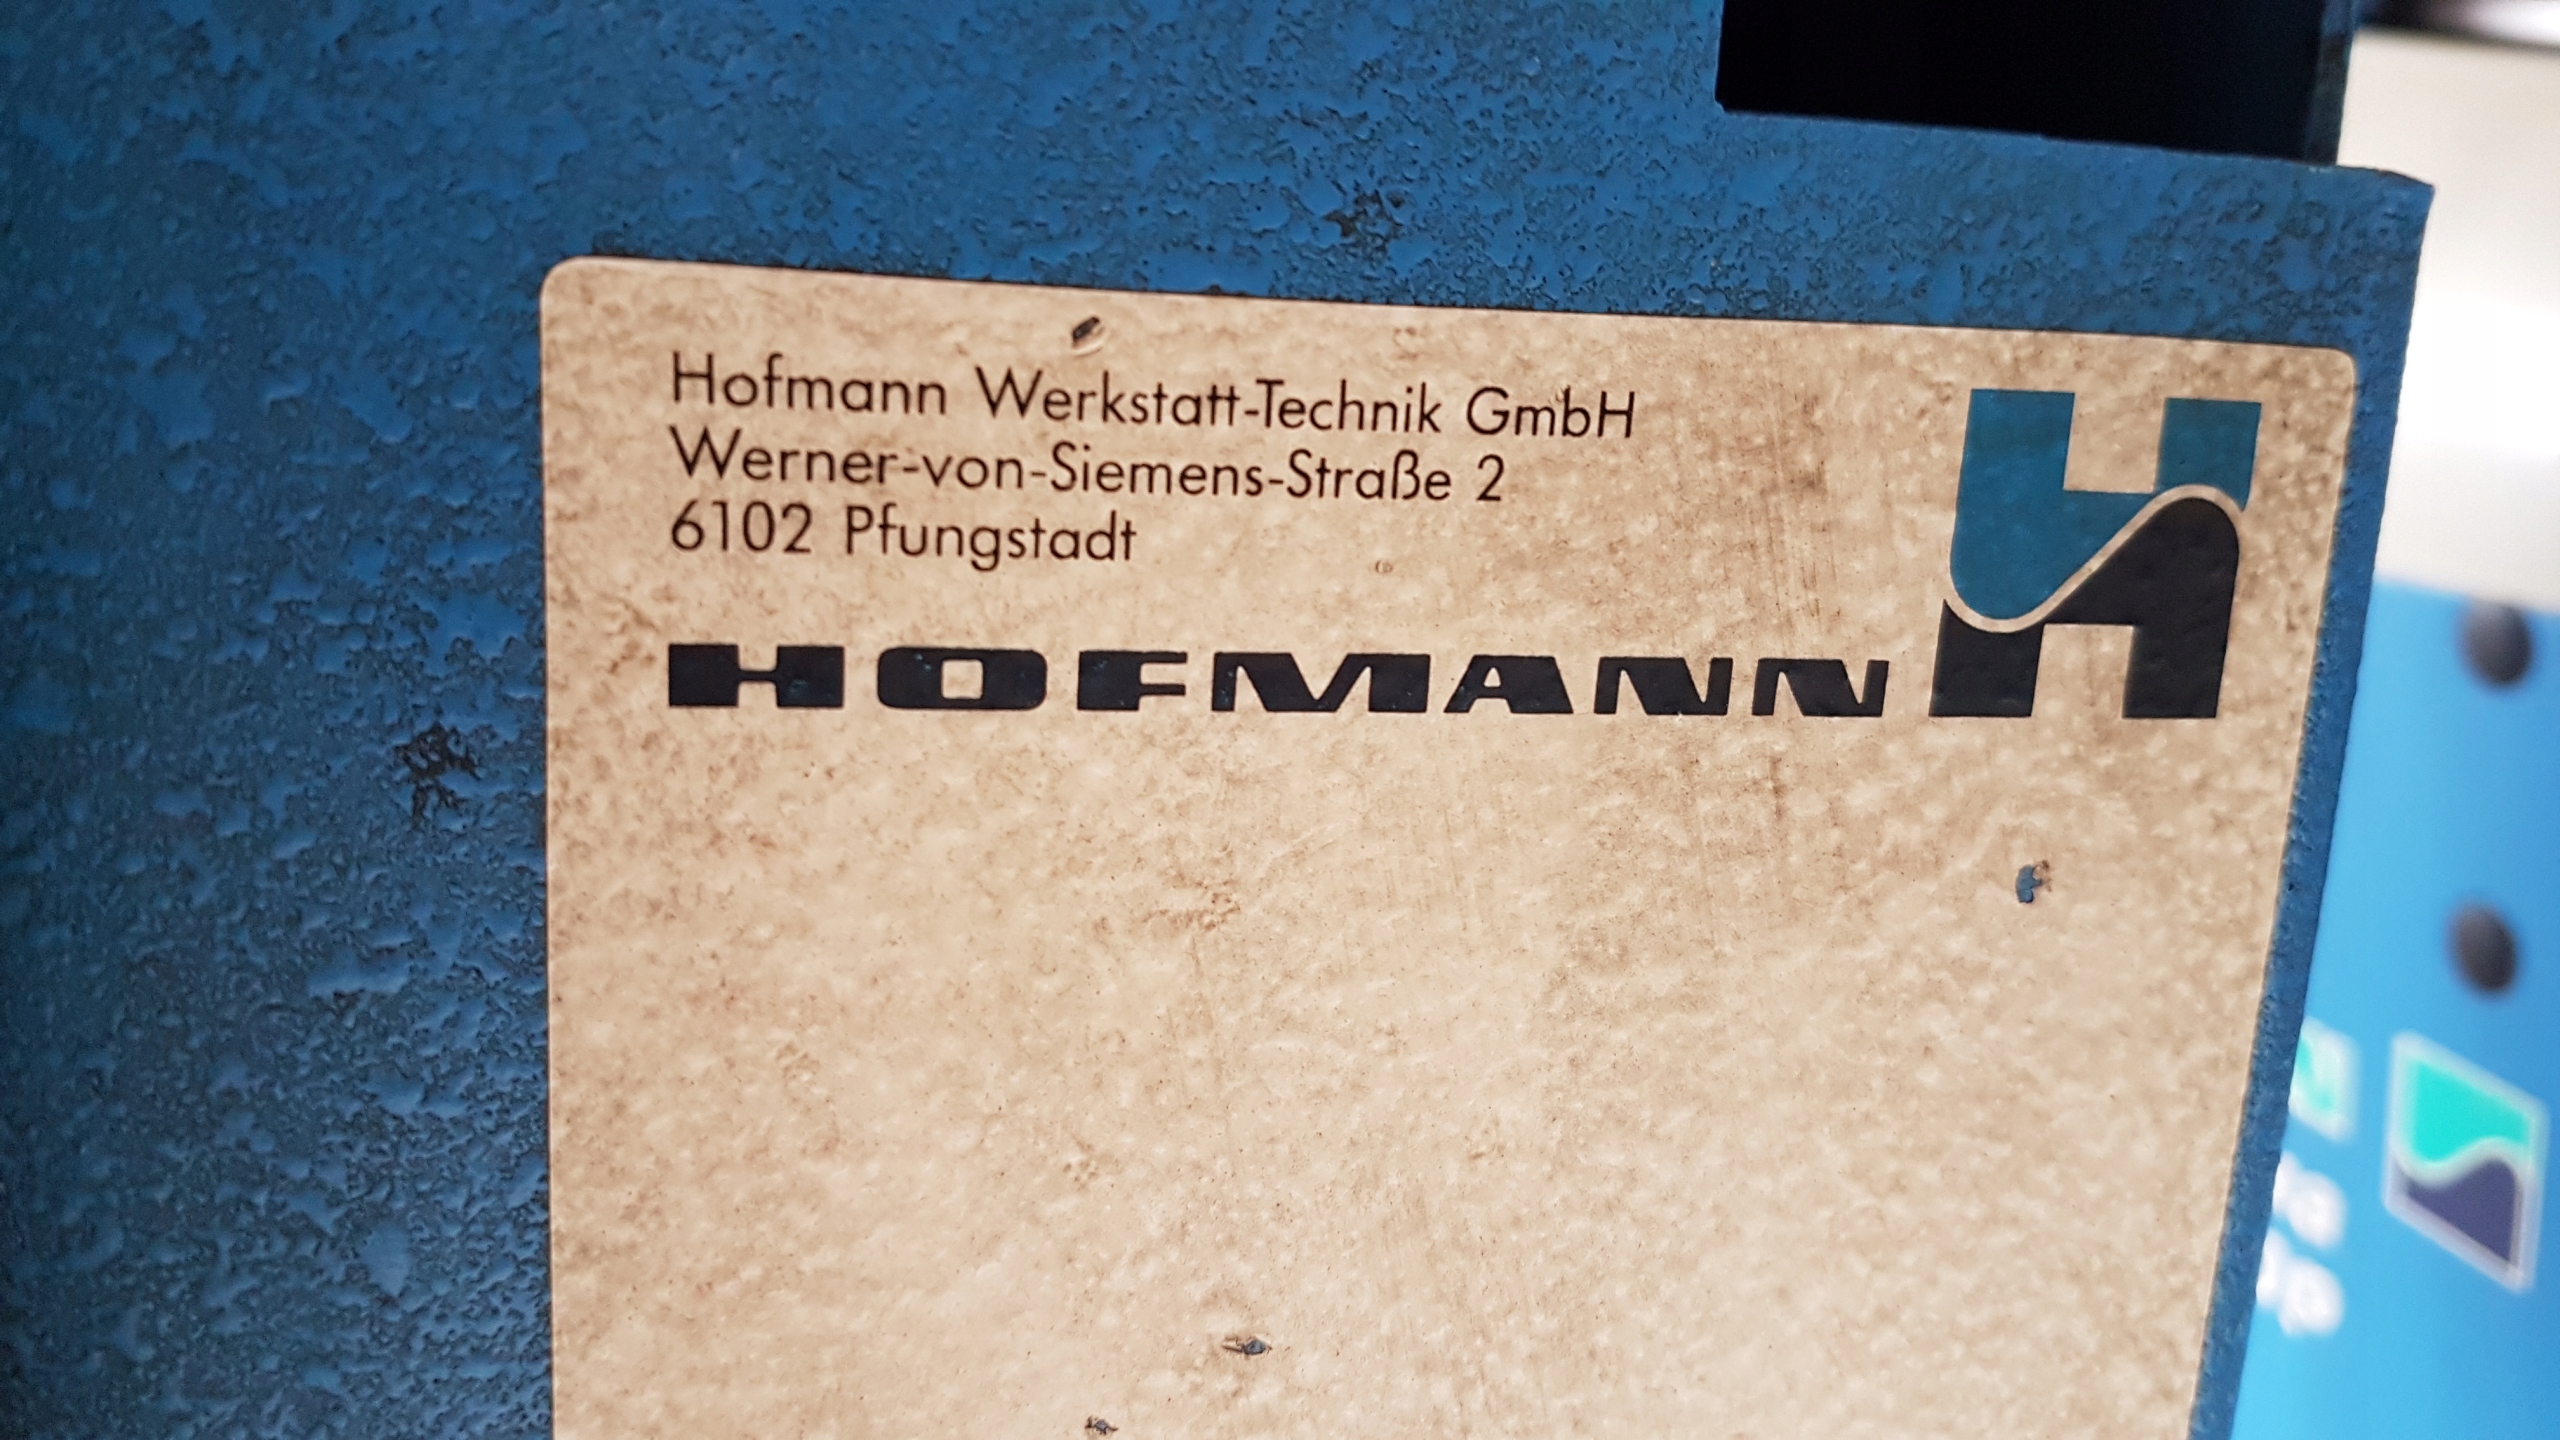 Hofmann Werkstatt-Technik GmbH
Werner-von-Siemens-Straße 2
6102 Pfungstadt
HOFMANN